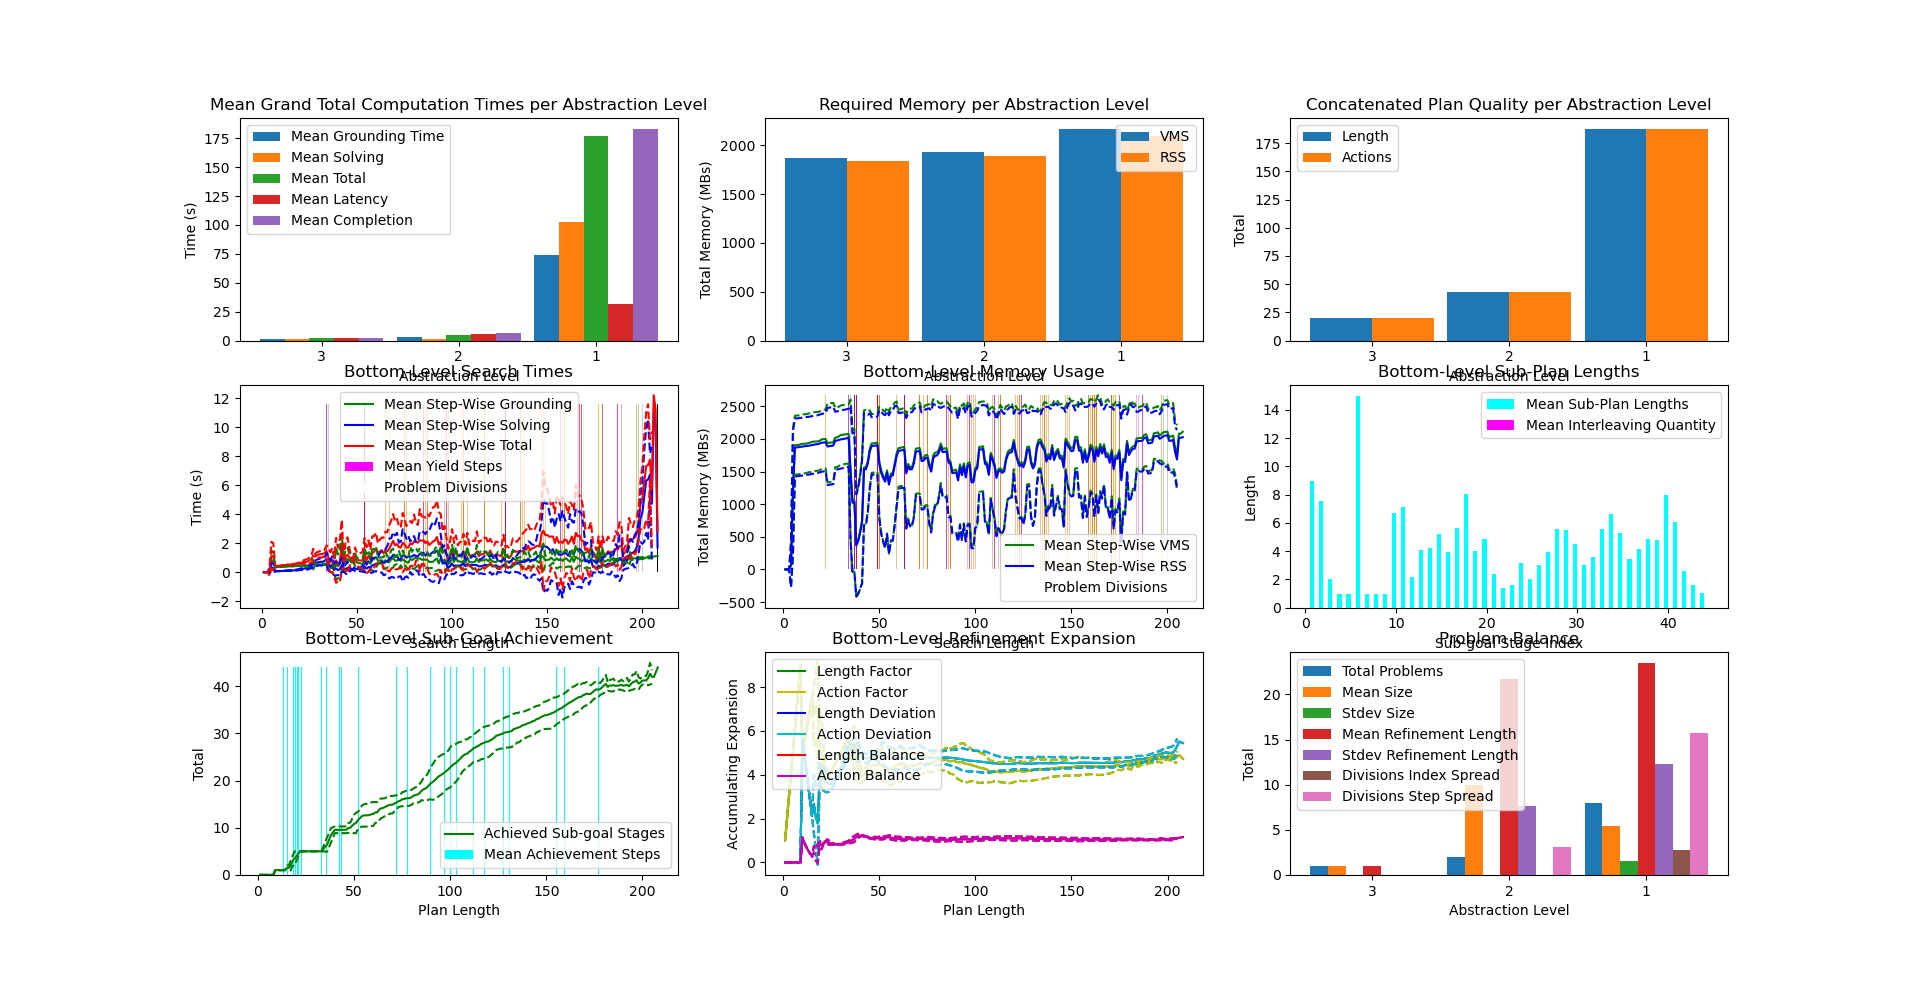 Mean Grand Total Computation Times per Abstraction Level
175
150
125
100
75
50
25
0
Time (s)
Mean Grounding Time
Mean Solving
Mean Total
Mean Latency
Mean Completion
3 2 1
Abstraction Level
Required Memory per Abstraction Level
2000
1500
1000
500
0
Total Memory (MBs)
VMS
RSS
3 2 1
Abstraction Level
Concatenated Plan Quality per Abstraction Level
175
150
125
100
75
50
25
0
Total
Length
Actions
3 2 1
Abstraction Level
Bottom-Level Search Times
12
10
8
6
4
2
0
−2
Time (s)
Mean Step-Wise Grounding
Mean Step-Wise Solving
Mean Step-Wise Total
Mean Yield Steps
Problem Divisions
0 50 100 150 200
Search Length
Bottom-Level Memory Usage
2500
2000
1500
1000
500
0
−500
Total Memory (MBs)
Mean Step-Wise VMS
Mean Step-Wise RSS
Problem Divisions
0 50 100 150 200
Search Length
Bottom-Level Sub-Plan Lengths
14
12
10
8
6
4
2
0
Length
Mean Sub-Plan Lengths
Mean Interleaving Quantity
0 10 20 30 40
Sub-goal Stage Index
Bottom-Level Sub-Goal Achievement
40
30
20
10
0
Total
Achieved Sub-goal Stages
Mean Achievement Steps
0 50 100 150 200
Plan Length
Bottom-Level Refinement Expansion
8
6
4
2
0
Accumulating Expansion
Length Factor
Action Factor
Length Deviation
Action Deviation
Length Balance
Action Balance
0 50 100 150 200
Plan Length
Problem Balance
20
15
10
5
0
Total
Total Problems
Mean Size
Stdev Size
Mean Refinement Length
Stdev Refinement Length
Divisions Index Spread
Divisions Step Spread
3 2 1
Abstraction Level